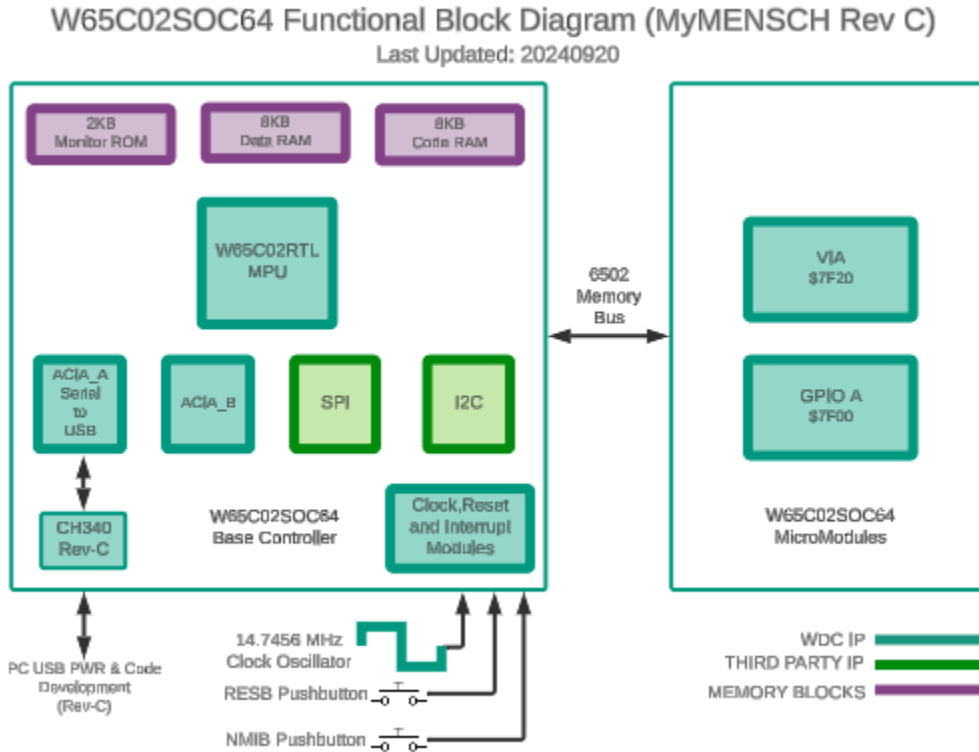 W65C02SOC64 Functional Block Diagram (MyMENSCH Rev C)
Last Updated: 20240920
2KB
Monitor ROM
8KB
Data RAM
8KB
Code RAM
W65C02RTL
MPU
6502
Memory
Bus
VIA
$7F20
ACIA_A
Serial
to
USB
ACIA_B
SPI
I2C
GPIO A
$7F00
CH340
Rev-C
W65C02SOC64
Base Controller
Clock,Reset
and Interrupt
Modules
W65C02SOC64
MicroModules
14.7456 MHz
Clock Oscillator
PC USB PWR & Code
Development
(Rev-C)
RESB Pushbutton
NMIB Pushbutton
WDC IP
THIRD PARTY IP
MEMORY BLOCKS